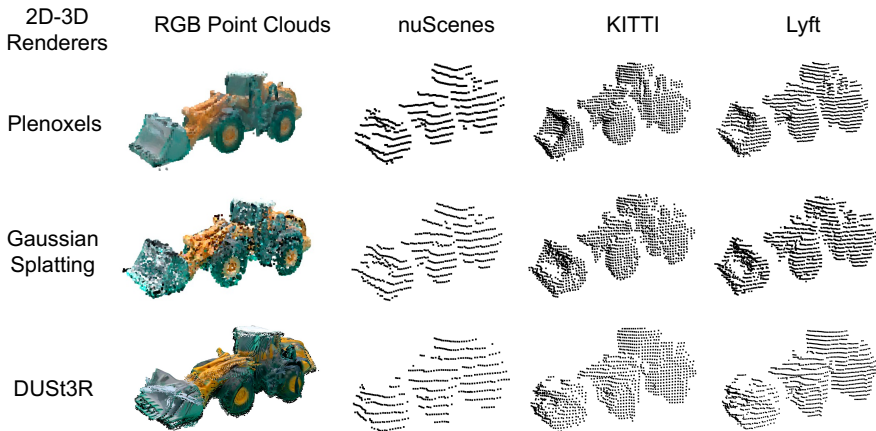 2D-3D
Renderers
RGB Point Clouds
nuScenes
KITTI
Lyft
Plenoxels
Gaussian
Splatting
DUSt3R